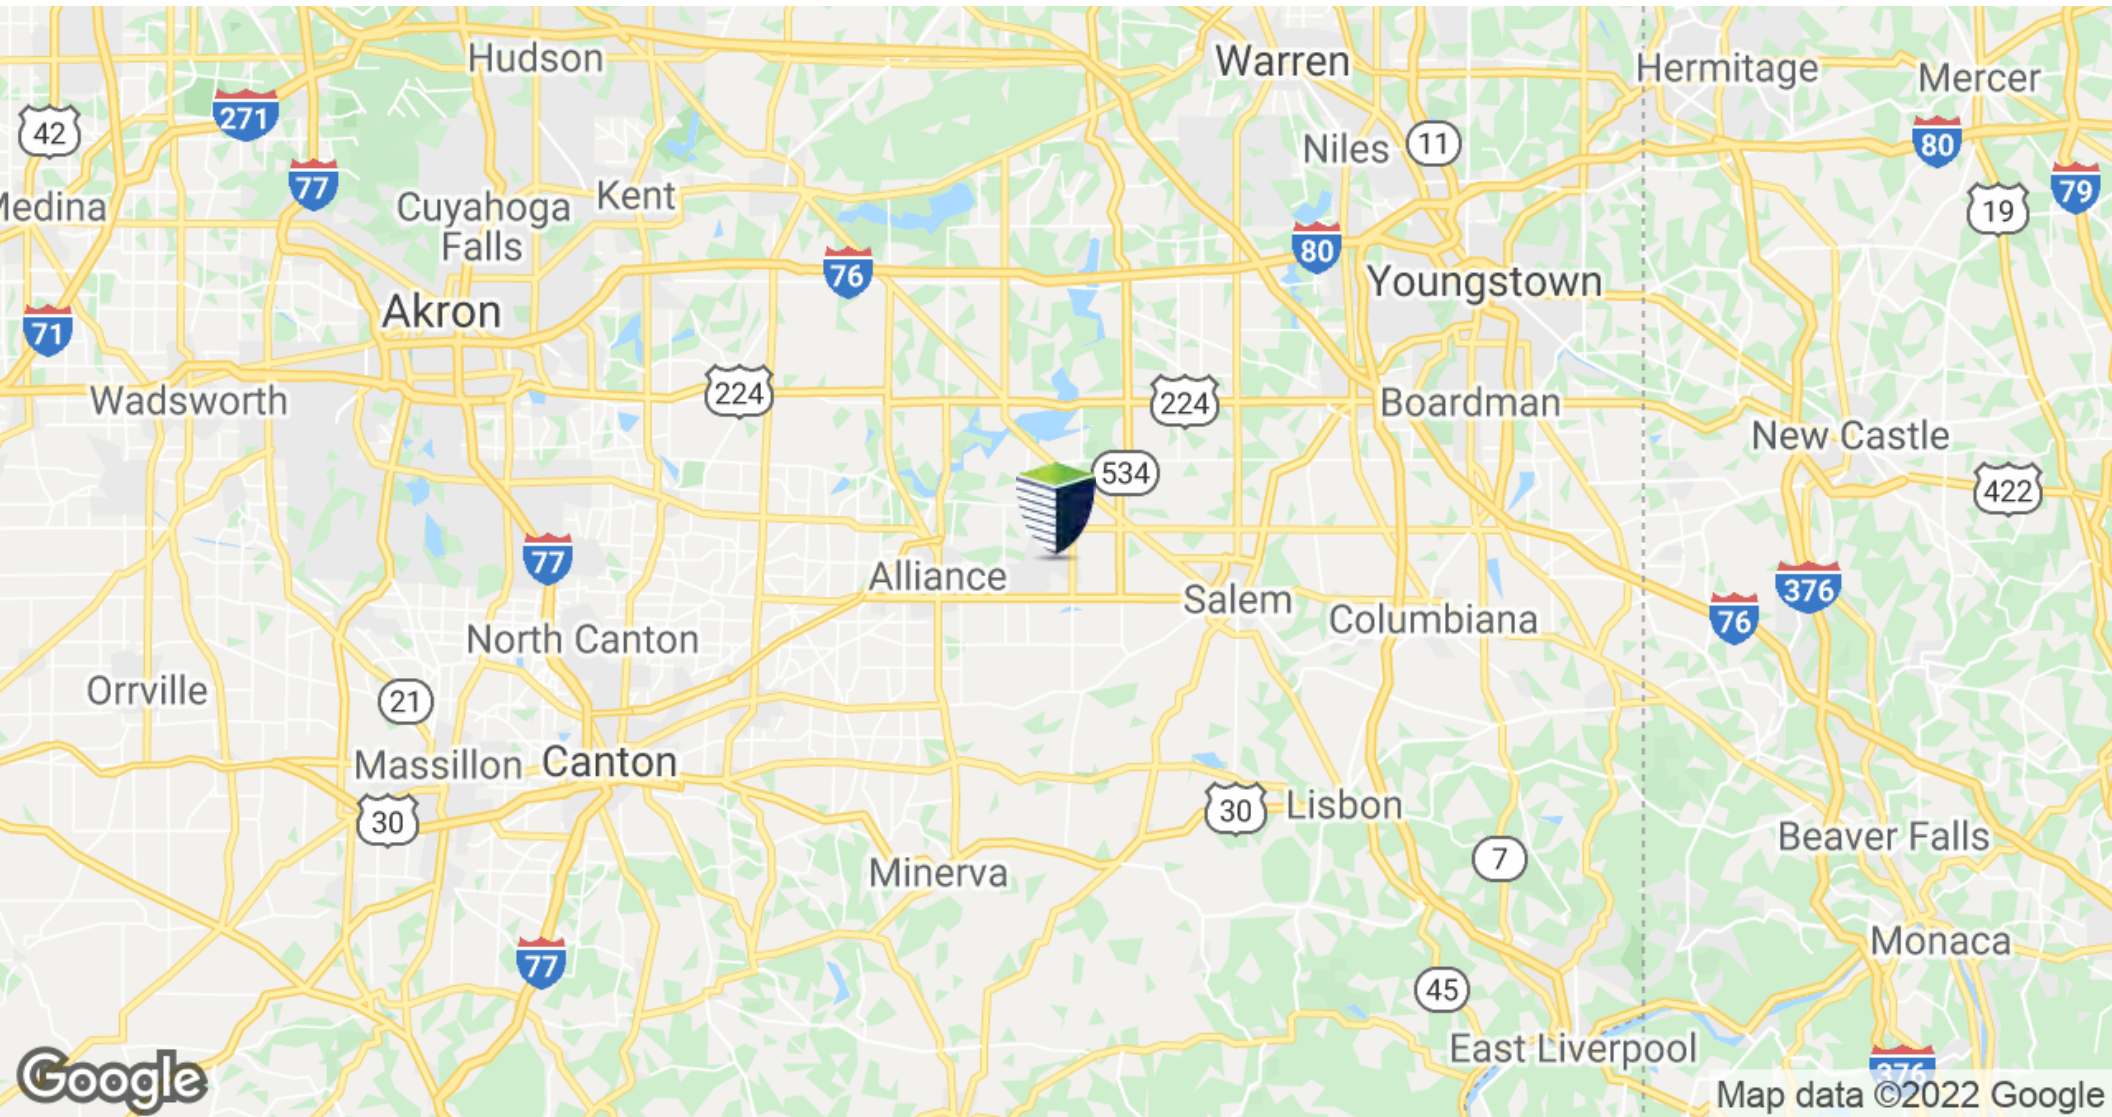 Hudson
Warren
Hermitage
Mercer
271
42
11
80
Niles
77
Kent
79
Medina
Cuyahoga
Falls
19
80
76
Youngstown
Akron
71
224
224
Wadsworth
Boardman
New Castle
534
422
77
Alliance
376
Salem
76
Columbiana
North Canton
Orrville
21
Massillon
Canton
30
30
Lisbon
Beaver Falls
7
Minerva
Monaca
77
45
East Liverpool
376
Google
Map data ©2022 Google